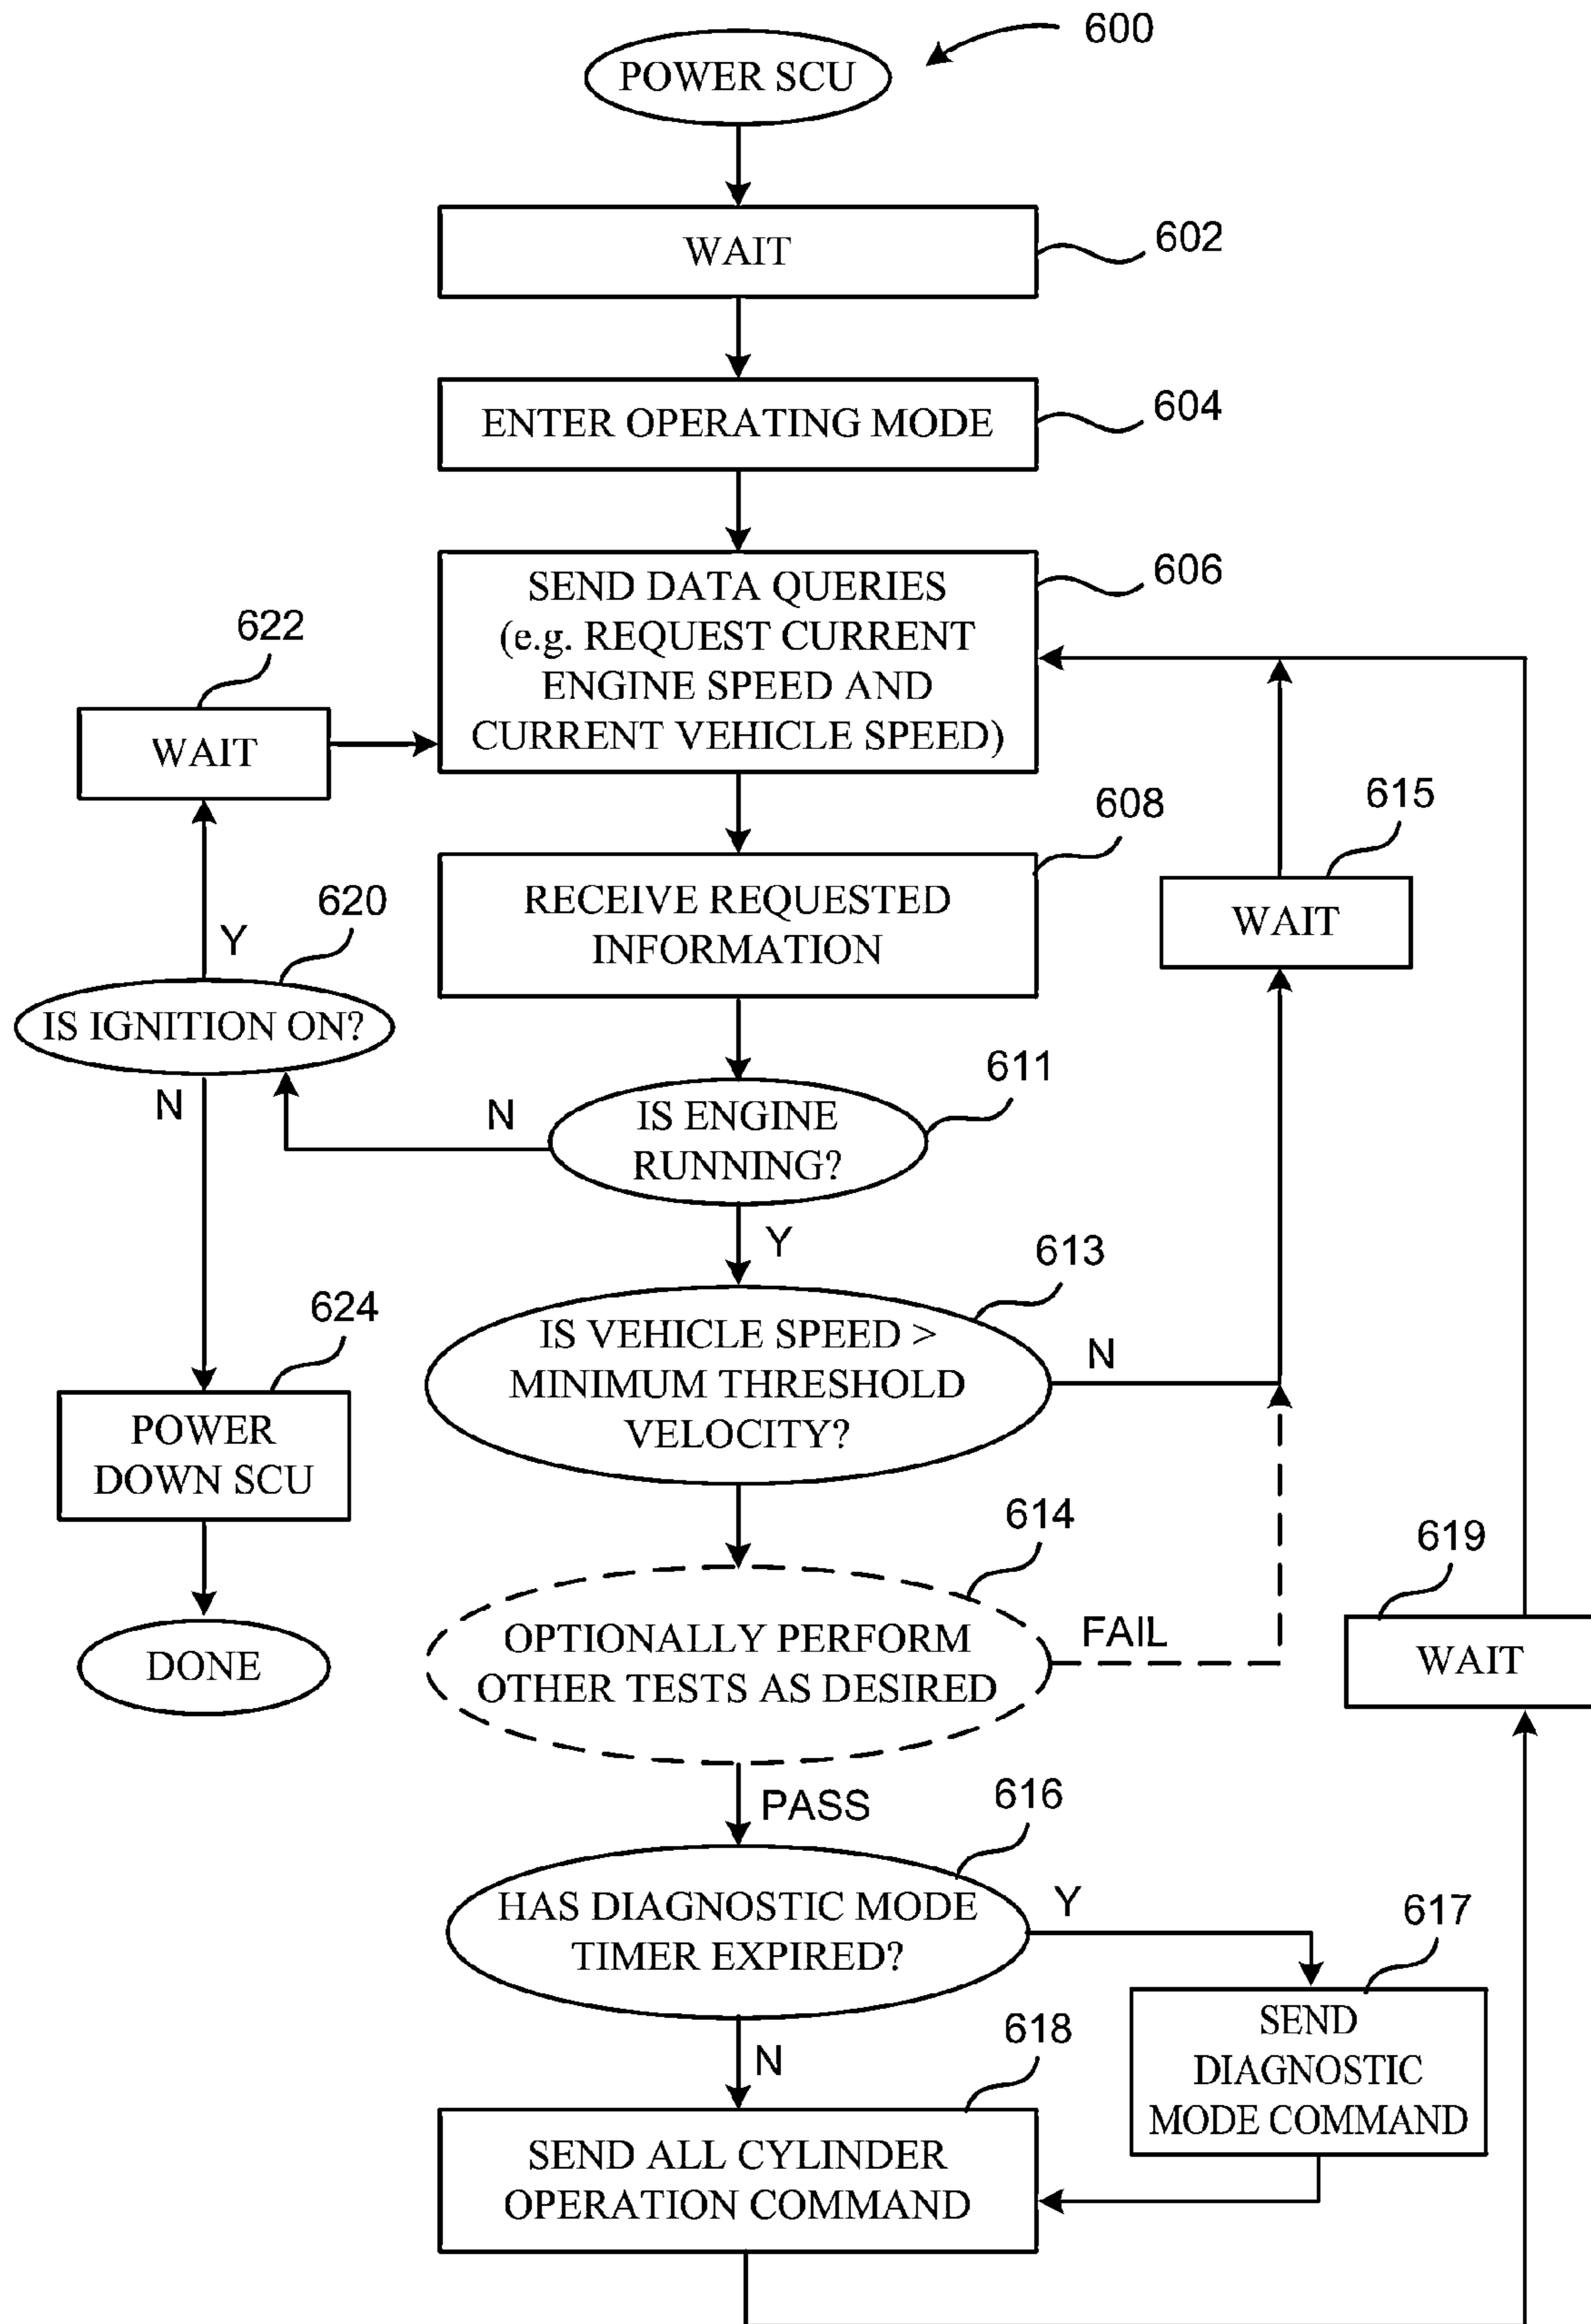 600
POWER SCU
WAIT
602
ENTER OPERATING MODE
604
SEND DATA QUERIES
(e.g. REQUEST CURRENT
ENGINE SPEED AND
CURRENT VEHICLE SPEED)
606
622
WAIT
608
RECEIVE REQUESTED
INFORMATION
615
WAIT
620
Y
IS IGNITION ON?
N
N
611
IS ENGINE
RUNNING?
Y
613
IS VEHICLE SPEED >
MINIMUM THRESHOLD
VELOCITY?
N
624
POWER
DOWN SCU
DONE
614
OPTIONALLY PERFORM
OTHER TESTS AS DESIRED
FAIL
619
WAIT
PASS
616
HAS DIAGNOSTIC MODE
TIMER EXPIRED?
Y
617
SEND
DIAGNOSTIC
MODE COMMAND
N
618
SEND ALL CYLINDER
OPERATION COMMAND